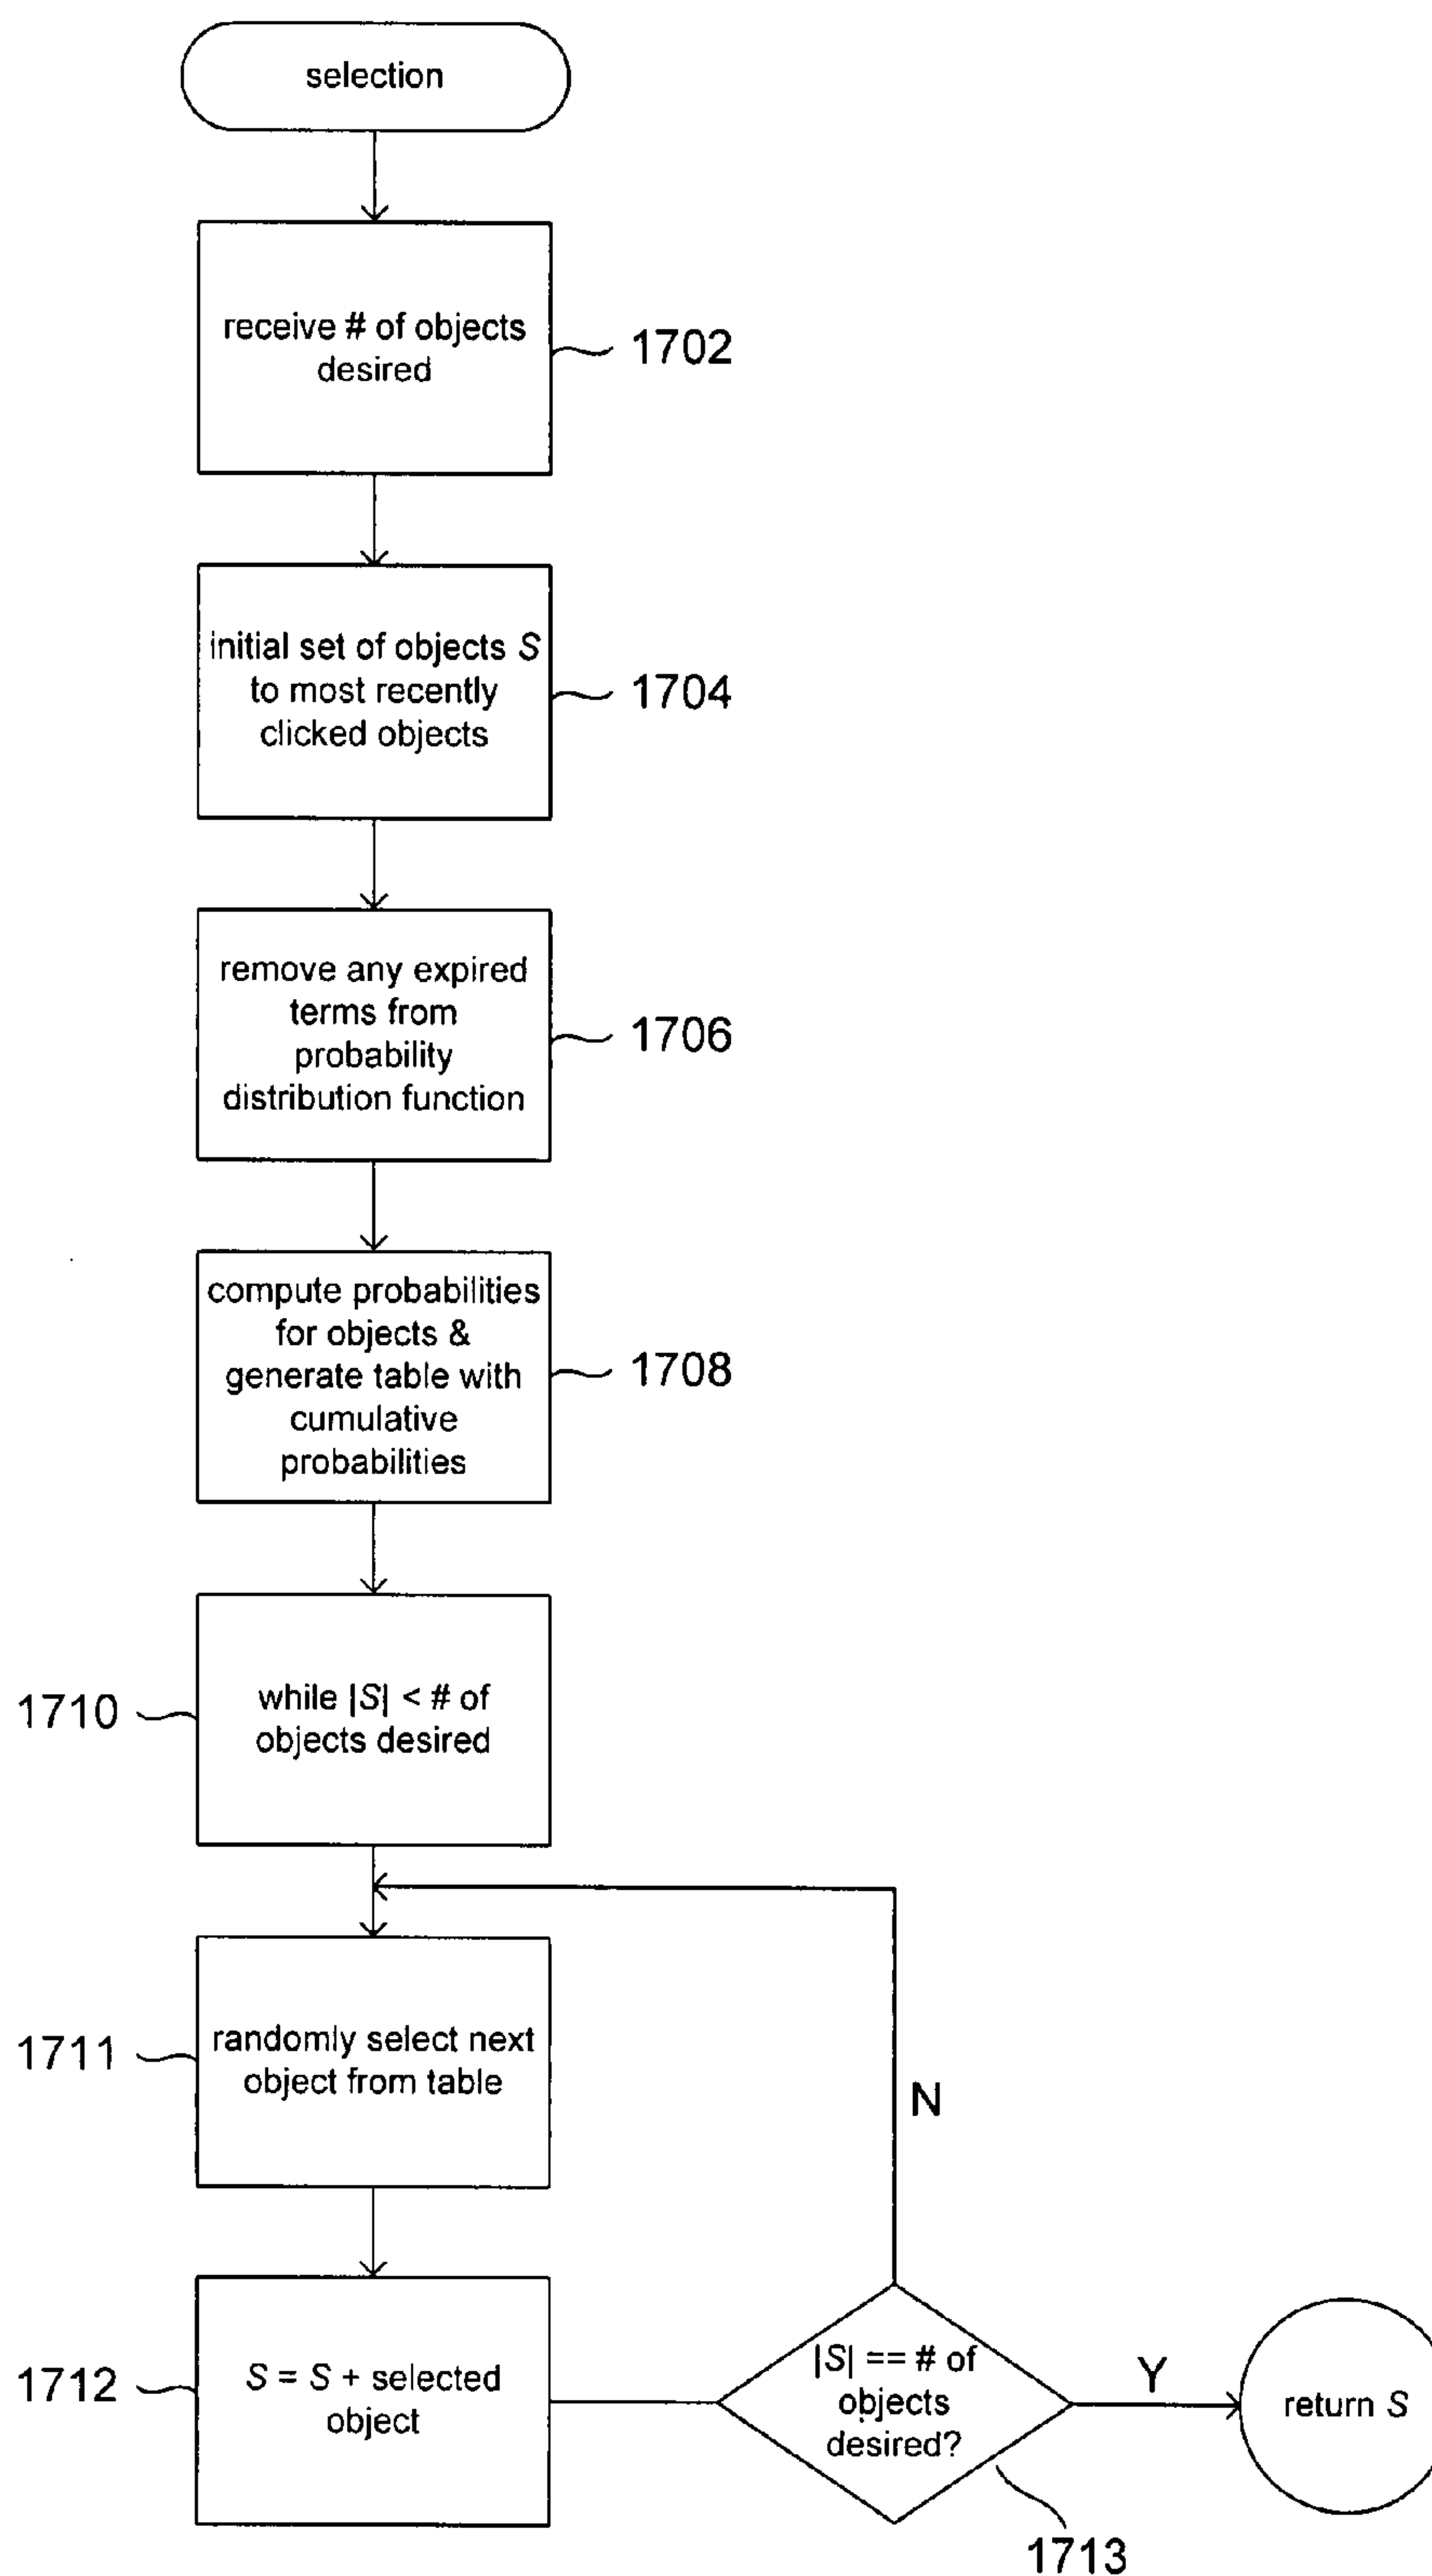 selection
receive # of objects
desired
1702
initial set of objects S
to most recently
clicked objects
1704
remove any expired
terms from
probability
distribution function
1706
compute probabilities
for objects &
generate table with
cumulative
probabilities
1708
1710
while |S| < # of
objects desired
1711
randomly select next
object from table
N
1712
S = S + selected
object
|S| == # of
objects
desired?
Y
return S
1713